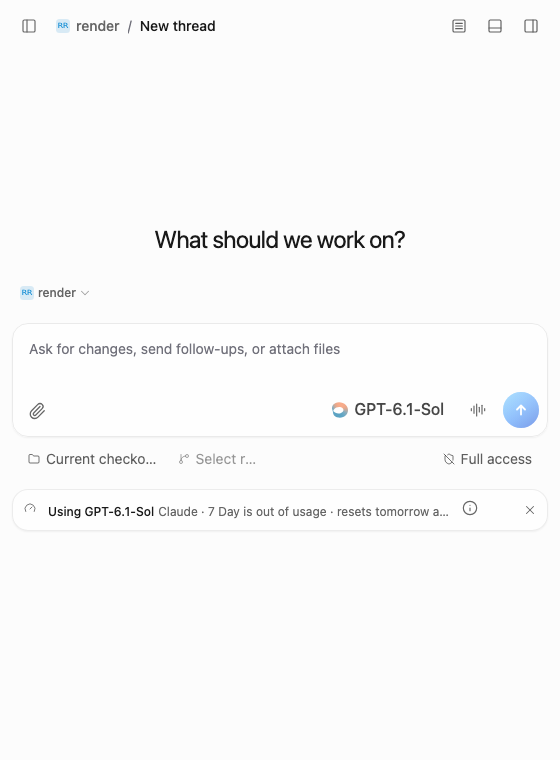 RR render / New thread
What should we work on?
RR render
Ask for changes, send follow-ups, or attach files
GPT-6.1-Sol
Current checko... Select r... Full access
Using GPT-6.1-Sol Claude · 7 Day is out of usage · resets tomorrow a...